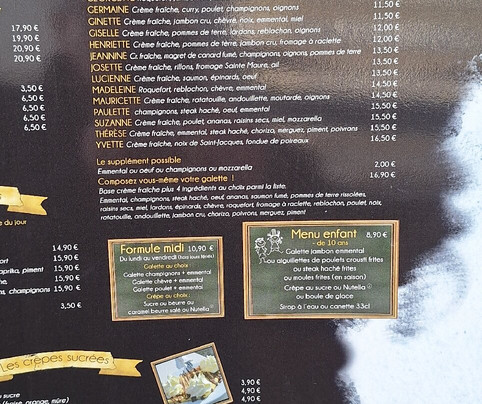 GERMAINE Crème fraîche, curry, poulet, champignons, oignons 11,50 €
GINETTE Crème fraîche, jambon cru, chèvre, noix, emmental, miel 11,50 €
GISELLE Crème fraîche, pommes de terre, lardons, reblochon, oignons 12,00 €
HENRIETTE Crème fraîche, pommes de terre, jambon cru, fromage à raclette 12,00 €
JEANNINE Cr. fraîche, magret de canard fumé, champignons, oignons, pommes de terre 13,50 €
JOSETTE Crème fraîche, rillons, fromage Sainte Maure, ail 13,50 €
LUCIENNE Crème fraîche, saumon, épinards, oeuf 13,50 €
MADELEINE Roquefort, reblochon, chèvre, emmental 14,50 €
MAURICETTE Crème fraîche, ratatouille, andouillette, moutarde, oignons
PAULETTE champignons, steak haché, oeuf, emmental 15,50 €
SUZANNE Crème fraîche, poulet, ananas, raisins secs, miel, mozzarella 15,50 €
THÉRÈSE Crème fraîche, emmental, steak haché, chorizo, merguez, piment, poivrons 15,50 €
YVETTE Crème fraîche, noix de Saint-Jacques, fondue de poireaux 16,50 €
Le supplément possible
Emmental ou oeuf ou champignons ou mozzarella 2,00 €
Composez vous-même votre galette ! 16,90 €
Base crème fraîche plus 4 ingrédients au choix parmi la liste.
Emmental, champignons, steak haché, oeuf, ananas, saumon fumé, pommes de terre rissolées,
raisins secs, miel, lardons, épinards, chèvre, roquefort, fromage à raclette, reblochon, poulet, noix,
ratatouille, andouillette, jambon cru, chorizo, poivrons, merguez, piment
17,90 €
19,90 €
20,90 €
20,90 €
3,50 €
6,50 €
6,50 €
6,50 €
6,50 €
du jour
14,90 €
15,90 €
paprika, piment 15,90 €
15,90 €
champignons 15,90 €
3,50 €
Formule midi 10,90 €
Du lundi au vendredi (hors jours fériés)
Galette au choix :
Galette champignons + emmental
Galette chèvre + emmental
Galette poulet + emmental
Crêpe au choix :
Sucre ou beurre ou
caramel beurre salé ou Nutella
Menu enfant 8,90 €
- de 10 ans
Galette jambon emmental
ou aiguillettes de poulets crousti frites
ou steak haché frites
ou moules frites (en saison)
Crêpe au sucre ou Nutella
ou boule de glace
Sirop à l'eau ou canette 33cl
Les crêpes sucrées
sucre 3,90 €
(fraise, orange, mûre) 4,90 €
4,90 €